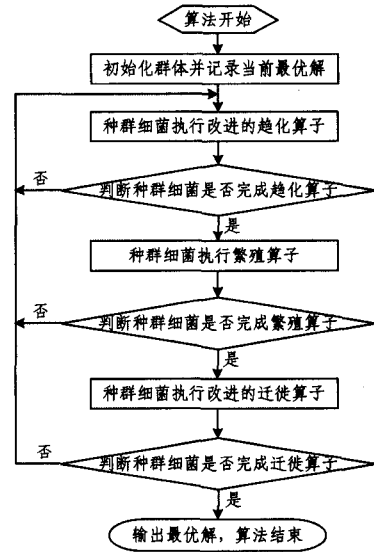 算法开始
初始化群体并记录当前最优解
种群细菌执行改进的趋化算子
否
判断种群细菌是否完成趋化算子
是
种群细菌执行繁殖算子
否
判断种群细菌是否完成繁殖算子
是
种群细菌执行改进的迁徙算子
否
判断种群细菌是否完成迁徙算子
是
输出最优解，算法结束